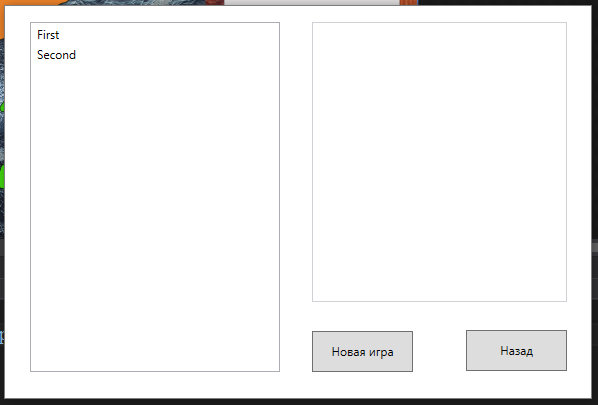 First
Second
Новая игра
Назад